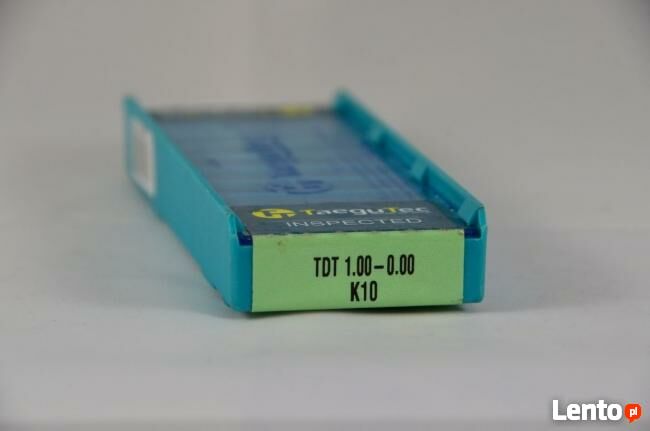 TaeguTec
INSPECTED
TDT 1.00-0.00
K10
Lento.pl